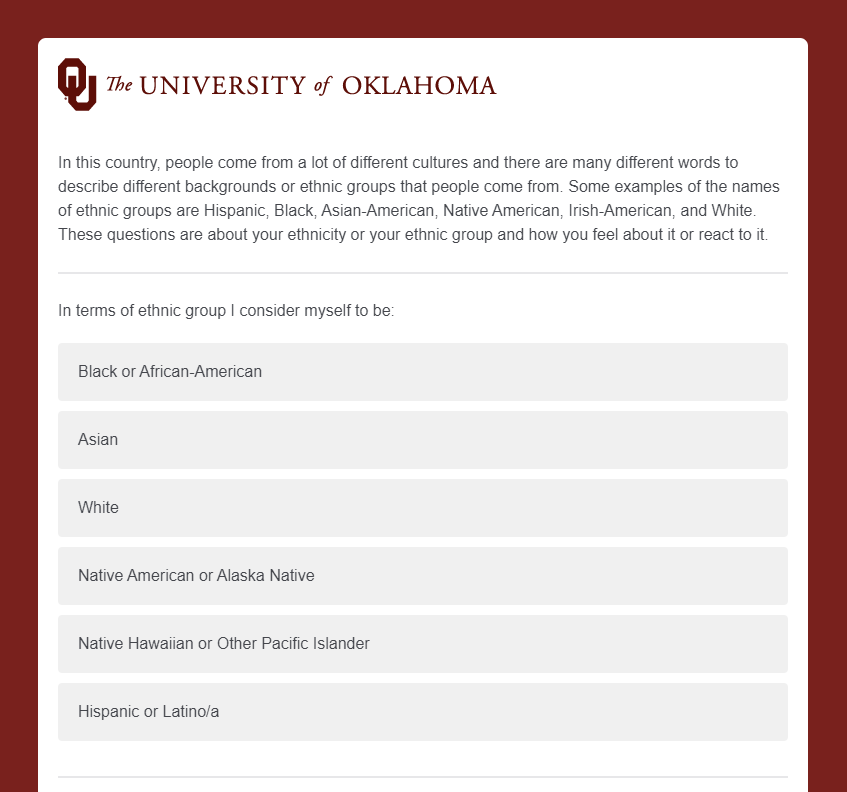 OU The UNIVERSITY of OKLAHOMA
In this country, people come from a lot of different cultures and there are many different words to
describe different backgrounds or ethnic groups that people come from. Some examples of the names
of ethnic groups are Hispanic, Black, Asian-American, Native American, Irish-American, and White.
These questions are about your ethnicity or your ethnic group and how you feel about it or react to it.
In terms of ethnic group I consider myself to be:
Black or African-American
Asian
White
Native American or Alaska Native
Native Hawaiian or Other Pacific Islander
Hispanic or Latino/a